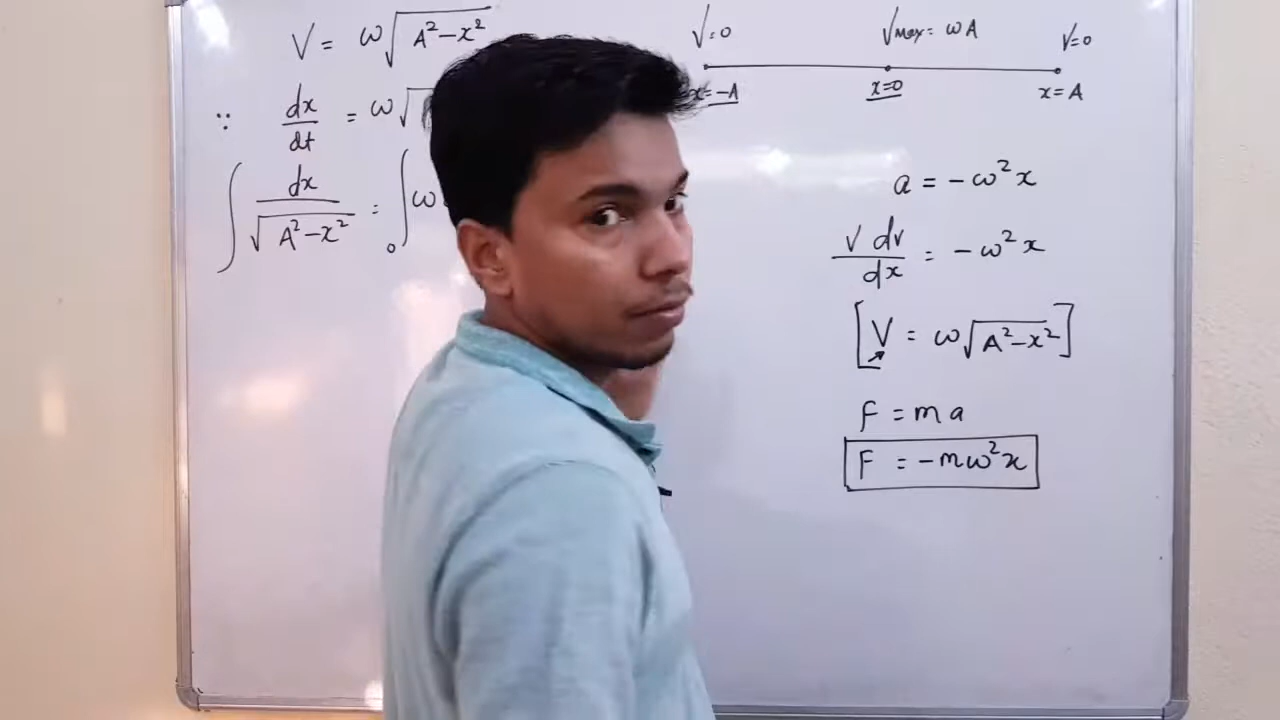 V = ω√(A²−x²)
∵ dx/dt = ω√
∫ dx/√(A²−x²) = ∫₀ ω
V=0 Vmax = ωA V=0
x=-A x=0 x=A
a = −ω²x
v dv/dx = −ω²x
[V = ω√(A²−x²)]
F = ma
F = −mω²x